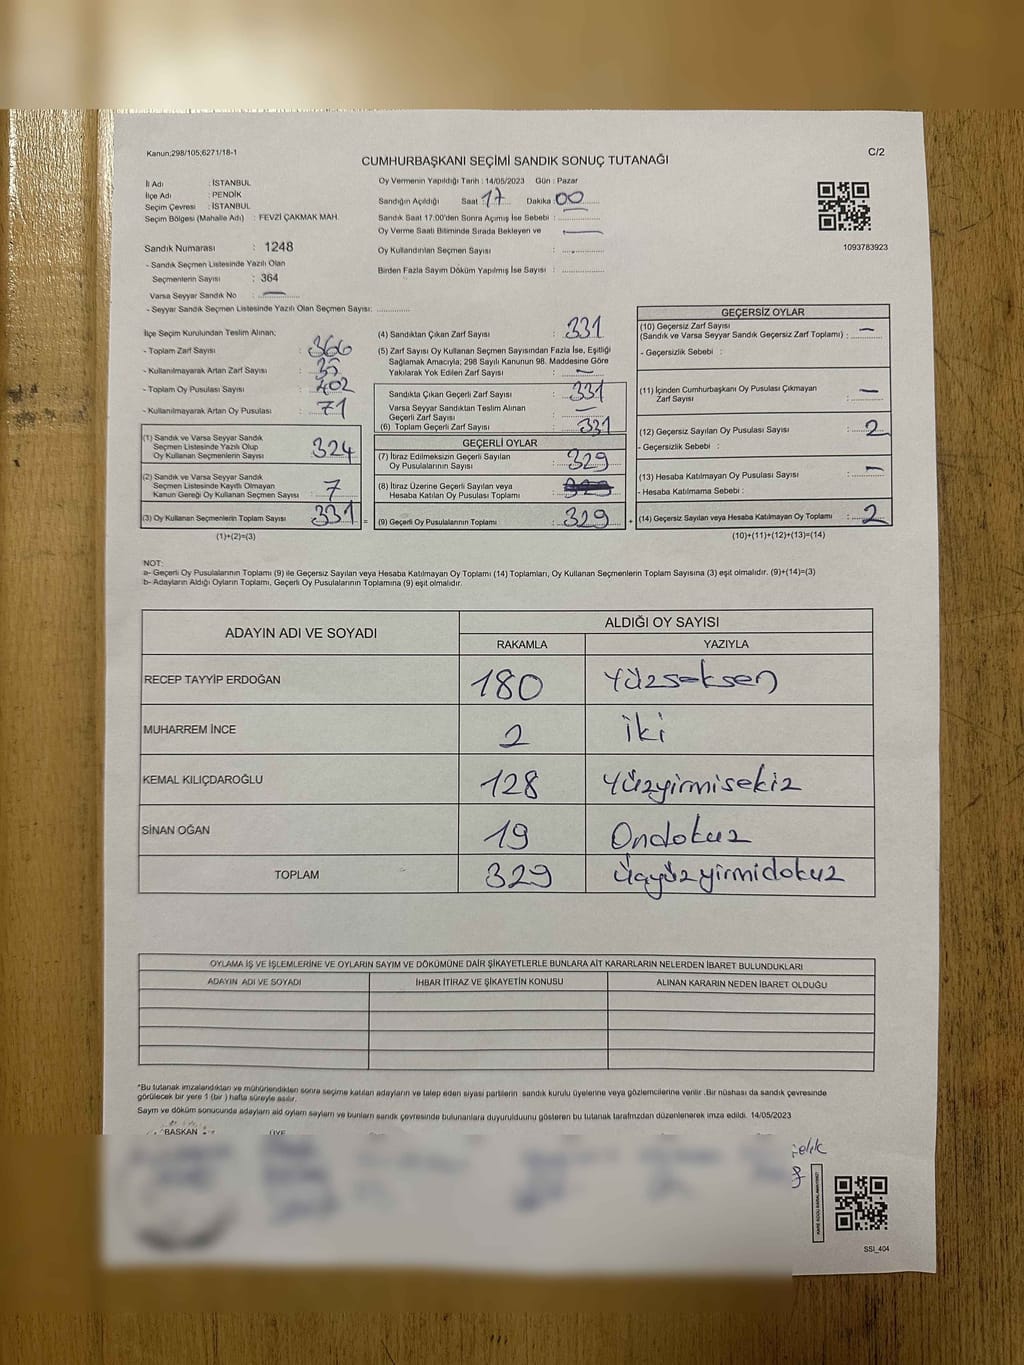 Kanun;298/105;6271/18-1
C/2
CUMHURBAŞKANI SEÇİMİ SANDIK SONUÇ TUTANAĞI
İl Adı : İSTANBUL
İlçe Adı : PENDİK
Seçim Çevresi : İSTANBUL
Seçim Bölgesi (Mahalle Adı) : FEVZİ ÇAKMAK MAH.
Sandık Numarası : 1248
- Sandık Seçmen Listesinde Yazılı Olan
Seçmenlerin Sayısı : 364
Varsa Seyyar Sandık No : —
- Seyyar Sandık Seçmen Listesinde Yazılı Olan Seçmen Sayısı: ............
Oy Vermenin Yapıldığı Tarih : 14/05/2023 Gün : Pazar
Sandığın Açıldığı Saat 17 Dakika 00
Sandık Saat 17:00'den Sonra Açılmış İse Sebebi : ............
Oy Verme Saati Bitiminde Sırada Bekleyen ve —
Oy Kullandırılan Seçmen Sayısı : ............
Birden Fazla Sayım Döküm Yapılmış İse Sayısı : ............
1093783923
İlçe Seçim Kurulundan Teslim Alınan;
- Toplam Zarf Sayısı : 366
- Kullanılmayarak Artan Zarf Sayısı : 35
- Toplam Oy Pusulası Sayısı : 402
- Kullanılmayarak Artan Oy Pusulası : 71
(1) Sandık ve Varsa Seyyar Sandık
Seçmen Listesinde Yazılı Olup
Oy Kullanan Seçmenlerin Sayısı : 324
(2) Sandık ve Varsa Seyyar Sandık
Seçmen Listesinde Kayıtlı Olmayan
Kanun Gereği Oy Kullanan Seçmen Sayısı : 7
(3) Oy Kullanan Seçmenlerin Toplam Sayısı : 331 =
(1)+(2)=(3)
(4) Sandıktan Çıkan Zarf Sayısı : 331
(5) Zarf Sayısı Oy Kullanan Seçmen Sayısından Fazla İse, Eşitliği
Sağlamak Amacıyla; 298 Sayılı Kanunun 98. Maddesine Göre
Yakılarak Yok Edilen Zarf Sayısı : —
Sandıkta Çıkan Geçerli Zarf Sayısı : 331
Varsa Seyyar Sandıktan Teslim Alınan
Geçerli Zarf Sayısı : —
(6) Toplam Geçerli Zarf Sayısı : 331
GEÇERLİ OYLAR
(7) İtiraz Edilmeksizin Geçerli Sayılan
Oy Pusulalarının Sayısı : 329
(8) İtiraz Üzerine Geçerli Sayılan veya
Hesaba Katılan Oy Pusulası Toplamı :
(9) Geçerli Oy Pusulalarının Toplamı : 329 +
GEÇERSİZ OYLAR
(10) Geçersiz Zarf Sayısı
(Sandık ve Varsa Seyyar Sandık Geçersiz Zarf Toplamı) : —
- Geçersizlik Sebebi :
(11) İçinden Cumhurbaşkanı Oy Pusulası Çıkmayan
Zarf Sayısı : —
(12) Geçersiz Sayılan Oy Pusulası Sayısı : 2
- Geçersizlik Sebebi :
(13) Hesaba Katılmayan Oy Pusulası Sayısı : —
- Hesaba Katılmama Sebebi :
(14) Geçersiz Sayılan veya Hesaba Katılmayan Oy Toplamı : 2
(10)+(11)+(12)+(13)=(14)
NOT:
a- Geçerli Oy Pusulalarının Toplamı (9) ile Geçersiz Sayılan veya Hesaba Katılmayan Oy Toplamı (14) Toplamları, Oy Kullanan Seçmenlerin Toplam Sayısına (3) eşit olmalıdır. (9)+(14)=(3)
b- Adayların Aldığı Oyların Toplamı, Geçerli Oy Pusulalarının Toplamına (9) eşit olmalıdır.
ADAYIN ADI VE SOYADI ALDIĞI OY SAYISI
RAKAMLA YAZIYLA
RECEP TAYYİP ERDOĞAN 180 Yüzseksen
MUHARREM İNCE 2 iki
KEMAL KILIÇDAROĞLU 128 Yüzyirmisekiz
SİNAN OĞAN 19 Ondokuz
TOPLAM 329 Üçyüzyirmidokuz
OYLAMA İŞ VE İŞLEMLERİNE VE OYLARIN SAYIM VE DÖKÜMÜNE DAİR ŞİKAYETLERLE BUNLARA AİT KARARLARIN NELERDEN İBARET BULUNDUKLARI
ADAYIN ADI VE SOYADI İHBAR İTİRAZ VE ŞİKAYETİN KONUSU ALINAN KARARIN NEDEN İBARET OLDUĞU
*Bu tutanak imzalandıktan ve mühürlendikten sonra seçime katılan adayların ve talep eden siyasi partilerin sandık kurulu üyelerine veya gözlemcilerine verilir .Bir nüshası da sandık çevresinde
görülecek bir yere 1 (bir ) hafta süreyle asılır.
Sayım ve döküm sonucunda adayların ald oyların sayıları ve bunların sandık çevresinde bulunanlara duyurulduunu gösteren bu tutanak tarafımızdan düzenlenerek imza edildi. 14/05/2023
BAŞKAN ÜYE
SSI_404